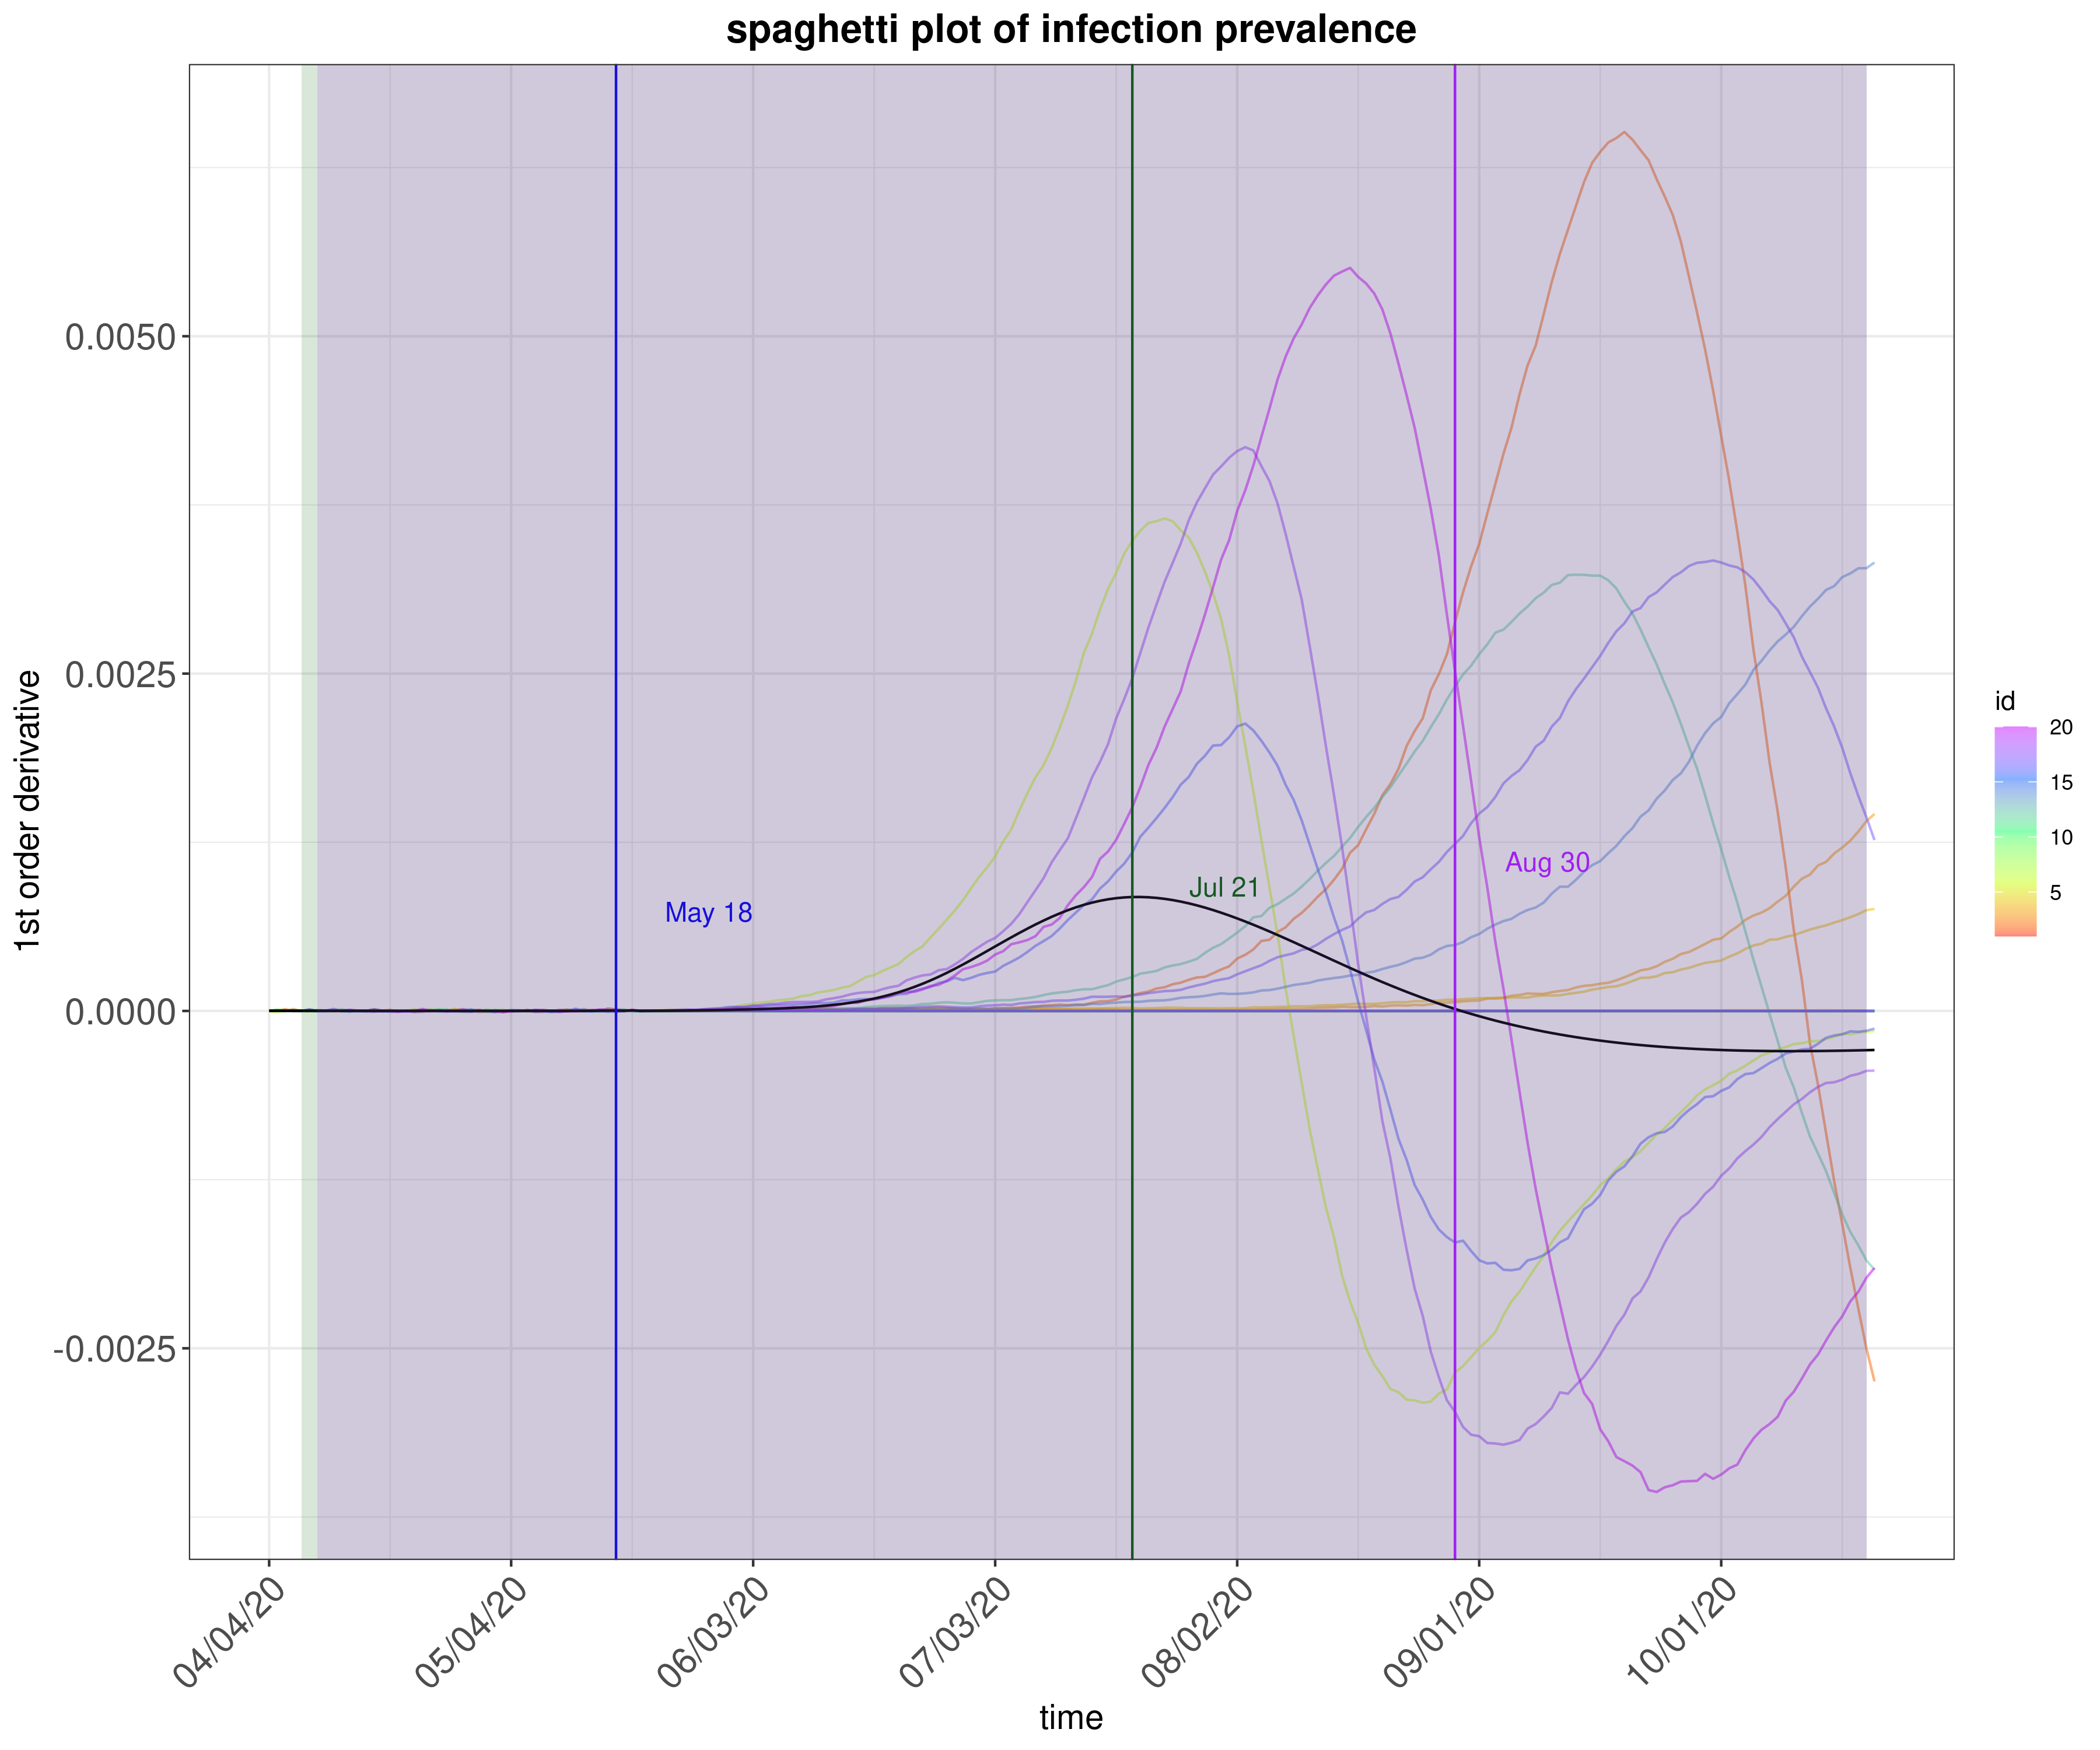 spaghetti plot of infection prevalence
1st order derivative
0.0050
0.0025
0.0000
-0.0025
May 18
Jul 21
Aug 30
04/04/20
05/04/20
06/03/20
07/03/20
08/02/20
09/01/20
10/01/20
time
id
20
15
10
5